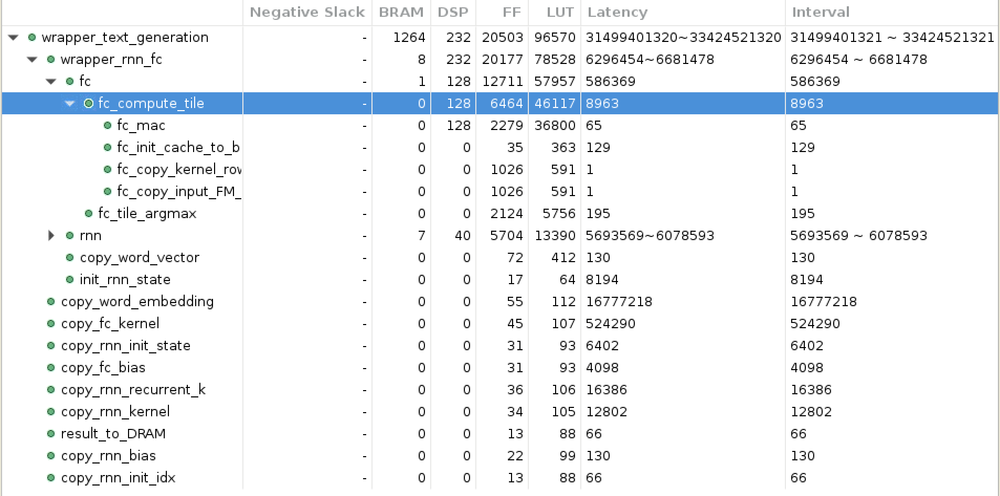 Negative Slack BRAM DSP FF LUT Latency Interval
wrapper_text_generation - 1264 232 20503 96570 31499401320~33424521320 31499401321 ~ 33424521321
wrapper_rnn_fc - 8 232 20177 78528 6296454~6681478 6296454 ~ 6681478
fc - 1 128 12711 57957 586369 586369
fc_compute_tile - 0 128 6464 46117 8963 8963
fc_mac - 0 128 2279 36800 65 65
fc_init_cache_to_b - 0 0 35 363 129 129
fc_copy_kernel_rov - 0 0 1026 591 1 1
fc_copy_input_FM_ - 0 0 1026 591 1 1
fc_tile_argmax - 0 0 2124 5756 195 195
rnn - 7 40 5704 13390 5693569~6078593 5693569 ~ 6078593
copy_word_vector - 0 0 72 412 130 130
init_rnn_state - 0 0 17 64 8194 8194
copy_word_embedding - 0 0 55 112 16777218 16777218
copy_fc_kernel - 0 0 45 107 524290 524290
copy_rnn_init_state - 0 0 31 93 6402 6402
copy_fc_bias - 0 0 31 93 4098 4098
copy_rnn_recurrent_k - 0 0 36 106 16386 16386
copy_rnn_kernel - 0 0 34 105 12802 12802
result_to_DRAM - 0 0 13 88 66 66
copy_rnn_bias - 0 0 22 99 130 130
copy_rnn_init_idx - 0 0 13 88 66 66